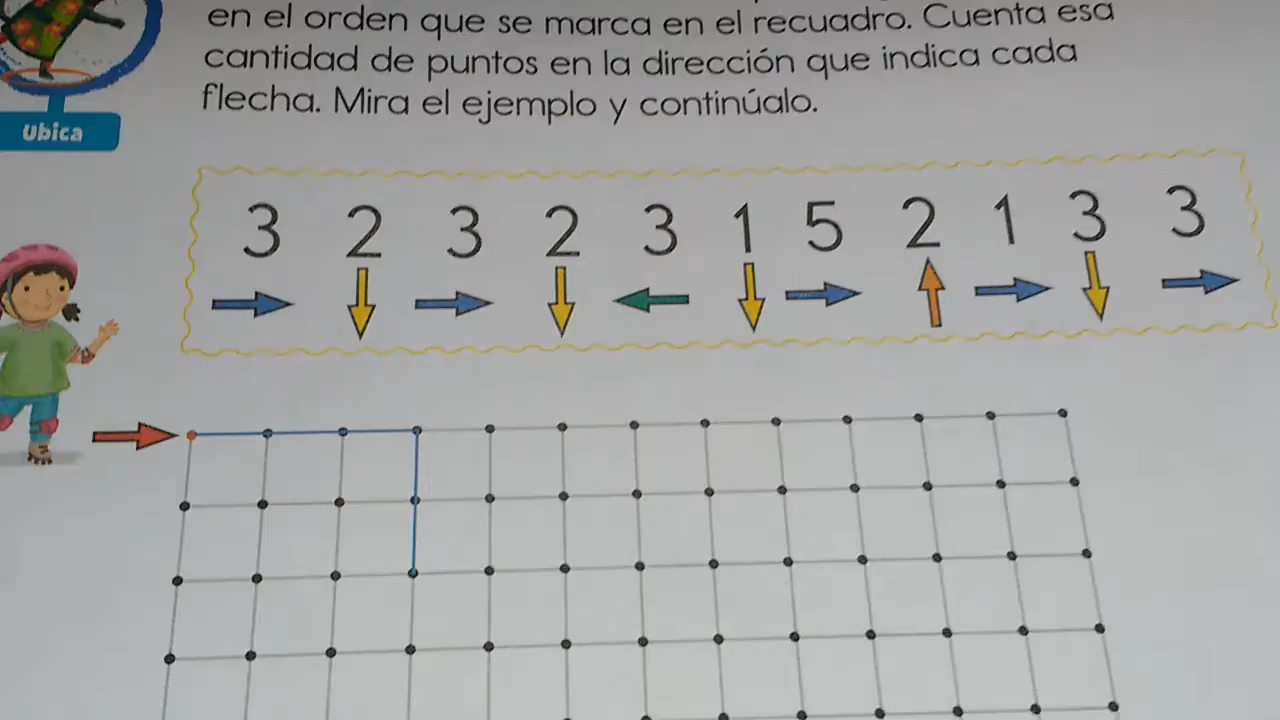 en el orden que se marca en el recuadro. Cuenta esa
cantidad de puntos en la dirección que indica cada
flecha. Mira el ejemplo y continúalo.
Ubica
3 2 3 2 3 1 5 2 1 3 3